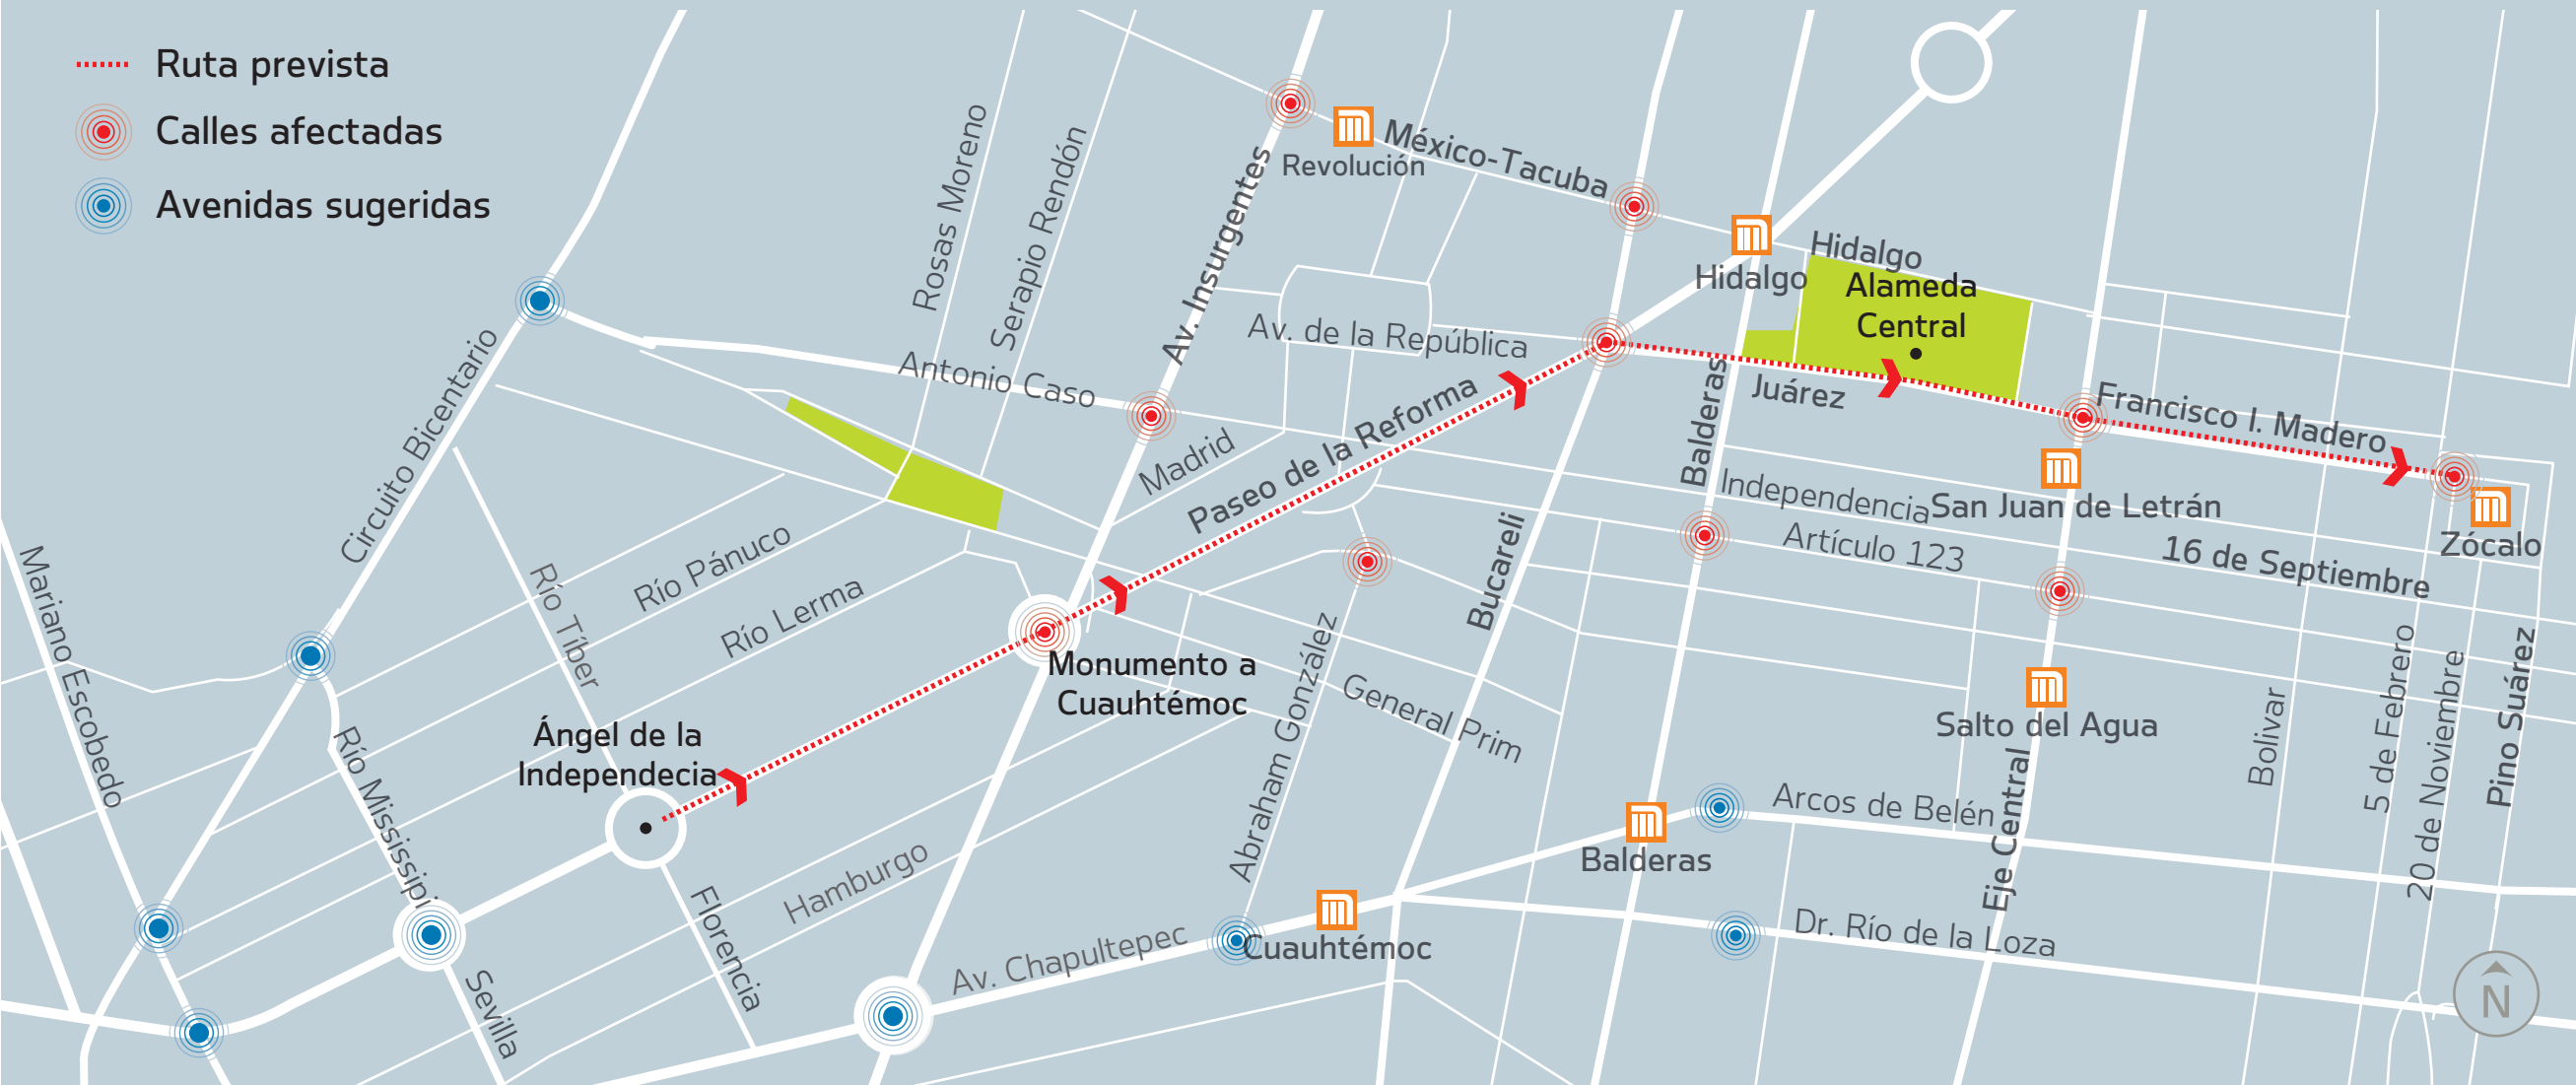 Ruta prevista
Calles afectadas
Avenidas sugeridas
Rosas Moreno
Serapio Rendón
Av. Insurgentes
Revolución
México-Tacuba
Hidalgo
Hidalgo
Alameda
Central
Av. de la República
Antonio Caso
Circuito Bicentario
Madrid
Paseo de la Reforma
Balderas
Juárez
Francisco I. Madero
Independencia
San Juan de Letrán
Artículo 123
16 de Septiembre
Zócalo
Bucareli
Mariano Escobedo
Río Tíber
Río Pánuco
Río Lerma
Monumento a
Cuauhtémoc
Abraham González
General Prim
Salto del Agua
Bolivar
5 de Febrero
20 de Noviembre
Pino Suárez
Ángel de la
Independecia
Río Mississipi
Hamburgo
Florencia
Sevilla
Av. Chapultepec
Cuauhtémoc
Balderas
Arcos de Belén
Eje Central
Dr. Río de la Loza
N